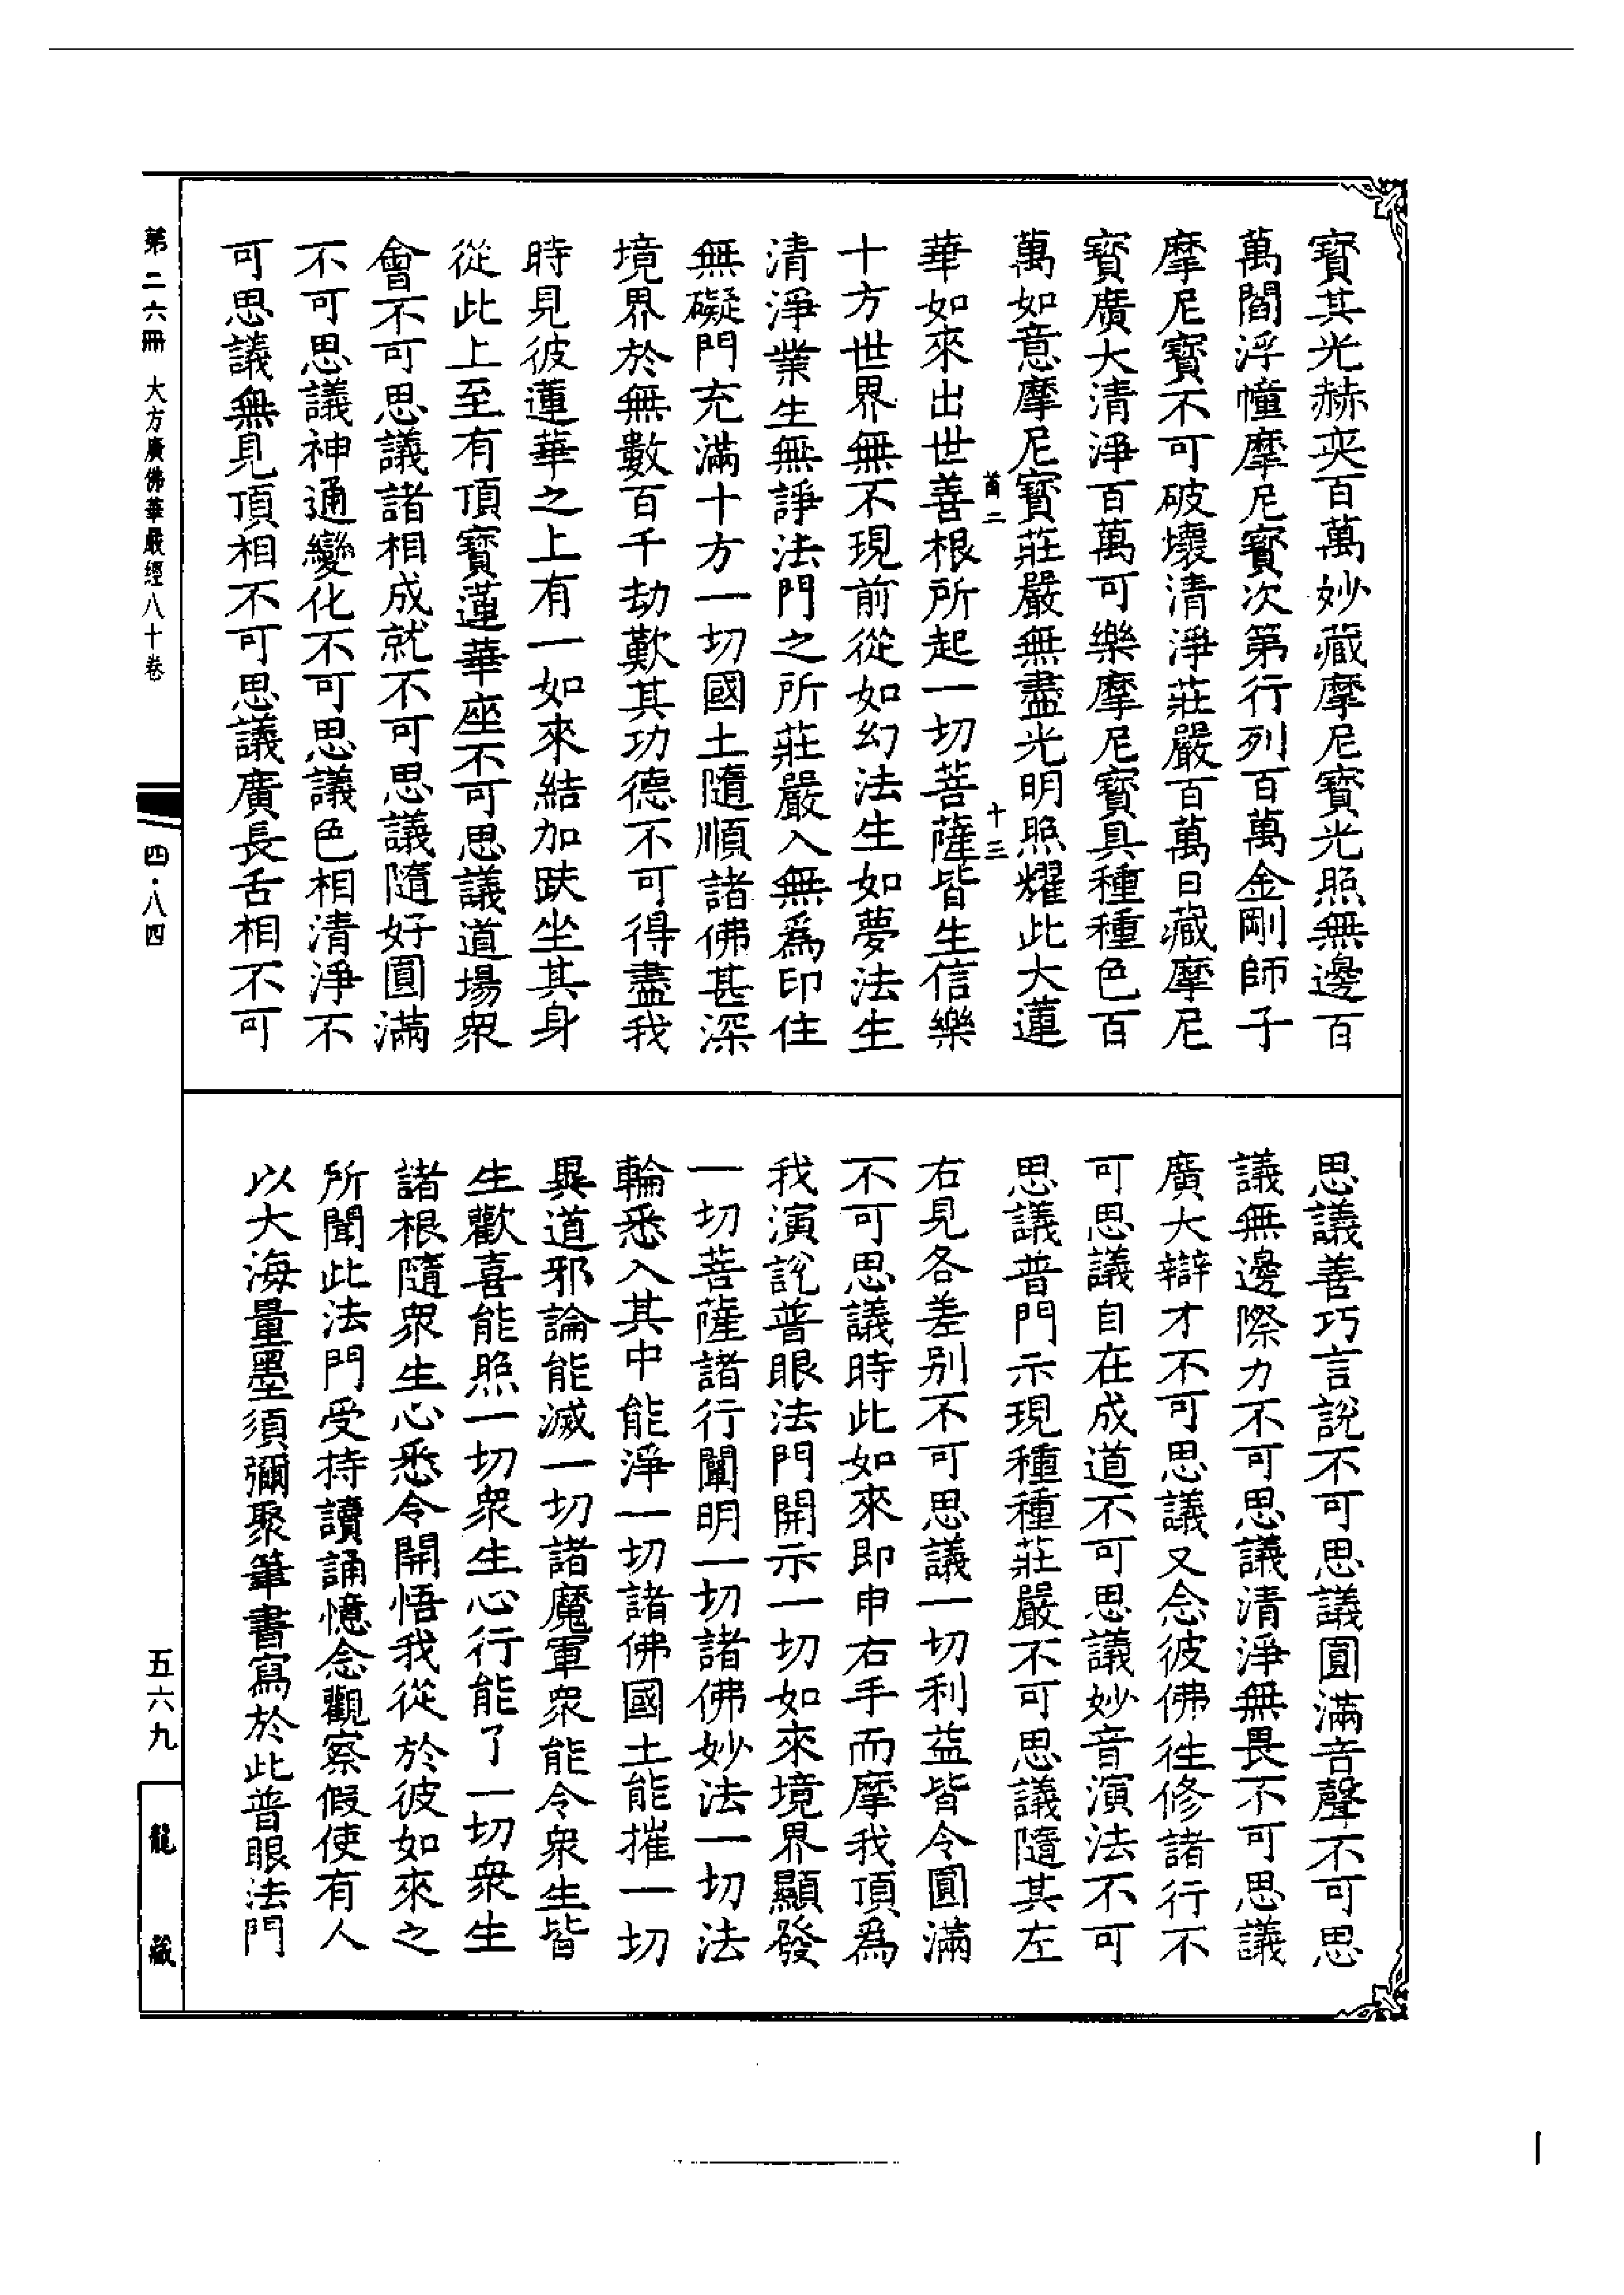 寶其光赫奕百萬妙藏摩尼寶光照無邊百
萬閻浮幢摩尼寶次第行列百萬金剛師子
摩尼寶不可破壞清淨莊嚴百萬日藏摩尼
寶廣大清淨百萬可樂摩尼寶具種種色百
萬如意摩尼寶莊嚴無盡光明照耀此大蓮
十三
華如來出世善根所起一切菩薩皆生信樂
十方世界無不現前從如幻法生如夢法生
清淨業生無諍法門之所莊嚴入無為印住
無礙門充滿十方一切國土隨順諸佛甚深
境界於無數百千劫歎其功德不可得盡我
時見彼蓮華之上有一如來結加趺坐其身
從此上至有頂寶蓮華座不可思議道場衆
會不可思議諸相成就不可思議隨好圓滿
不可思議神通變化不可思議色相清淨不
可思議無見頂相不可思議廣長舌相不可
思議善巧言說不可思議圓滿音聲不可思
議無邊際力不可思議清淨無畏不可思議
廣大辯才不可思議又念彼佛往修諸行不
可思議自在成道不可思議妙音演法不可
思議普門示現種種莊嚴不可思議隨其左
右見各差别不可思議一切利益皆令圓滿
不可思議時此如來即申右手而摩我頂爲
我演說普眼法門開示一切如來境界顯發
一切菩薩諸行闡明一切諸佛妙法一切法
輪悉入其中能淨一切諸佛國土能摧一切
異道邪論能滅一切諸魔軍衆能令衆生皆
生歡喜能照一切衆生心行能了一切衆生
諸根隨衆生心悉令開悟我從於彼如來之
所聞此法門受持讀誦憶念觀察假使有人
以大海量墨須彌聚筆書寫於此普眼法門
第二六冊 大方廣佛華嚴經八十卷
四·八四
五六九
龍藏